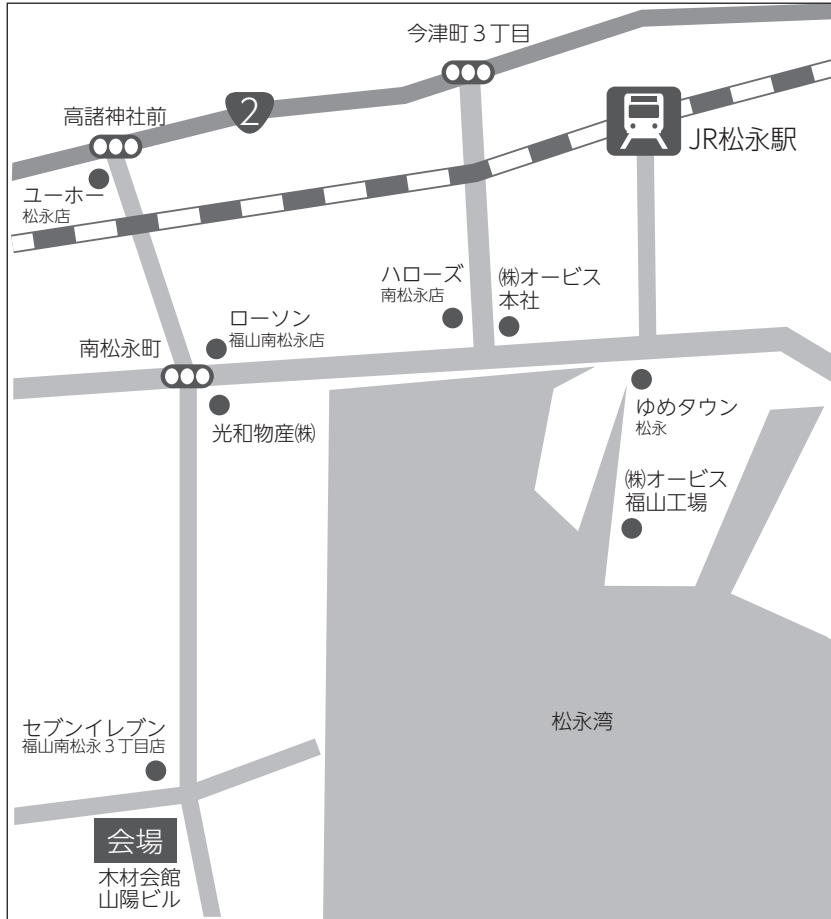 今津町３丁目
2
高諸神社前
JR松永駅
ユーホー
松永店
ハローズ
南松永店
㈱オービス
本社
ローソン
福山南松永店
南松永町
光和物産㈱
ゆめタウン
松永
㈱オービス
福山工場
松永湾
セブンイレブン
福山南松永３丁目店
会場
木材会館
山陽ビル